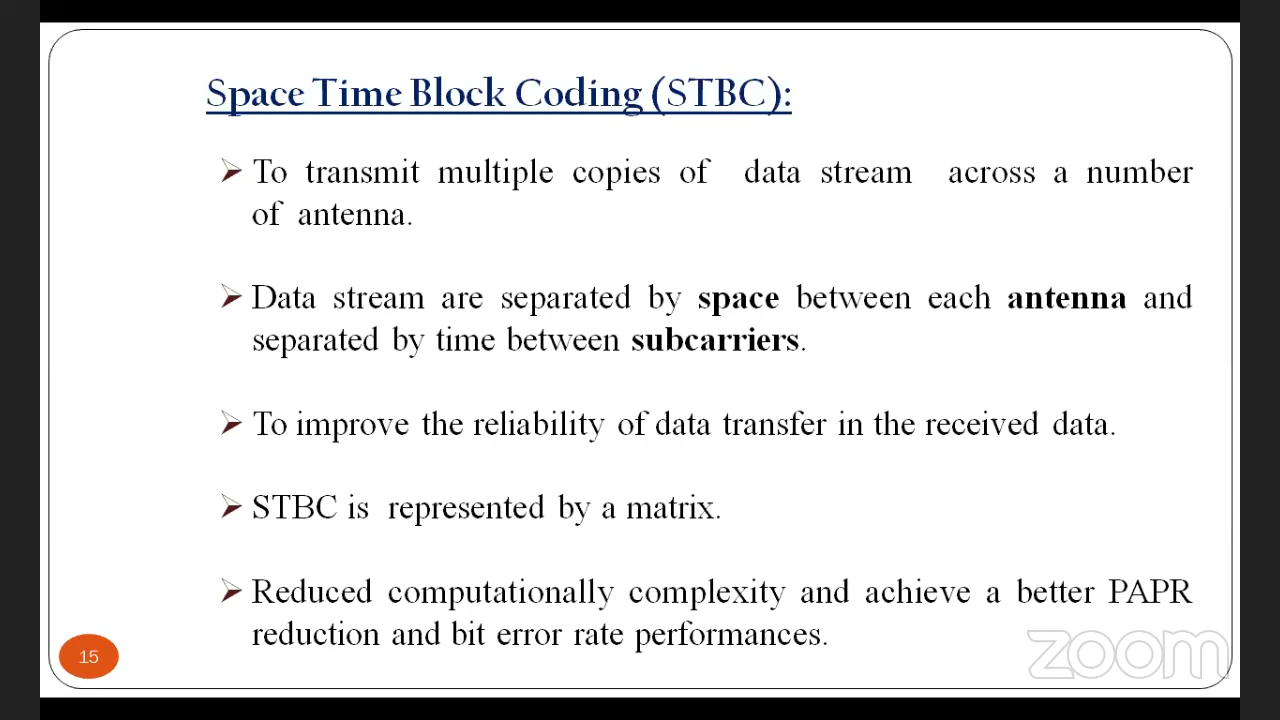 Space Time Block Coding (STBC):
To transmit multiple copies of data stream across a number
of antenna.
Data stream are separated by space between each antenna and
separated by time between subcarriers.
To improve the reliability of data transfer in the received data.
STBC is represented by a matrix.
Reduced computationally complexity and achieve a better PAPR
reduction and bit error rate performances.
15
zoom